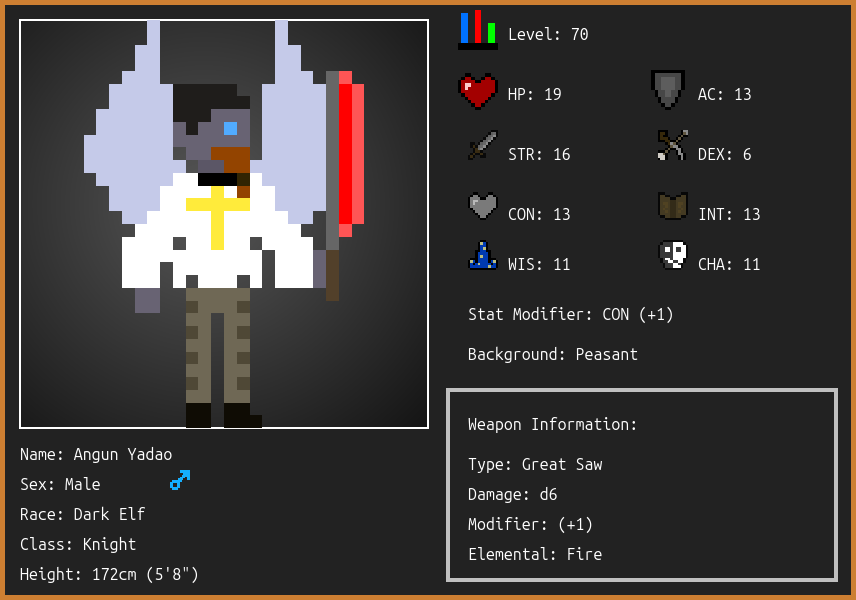 Level: 70
HP: 19
AC: 13
STR: 16
DEX: 6
CON: 13
INT: 13
WIS: 11
CHA: 11
Stat Modifier: CON (+1)
Background: Peasant
Weapon Information:
Type: Great Saw
Damage: d6
Modifier: (+1)
Elemental: Fire
Name: Angun Yadao
Sex: Male
Race: Dark Elf
Class: Knight
Height: 172cm (5'8")